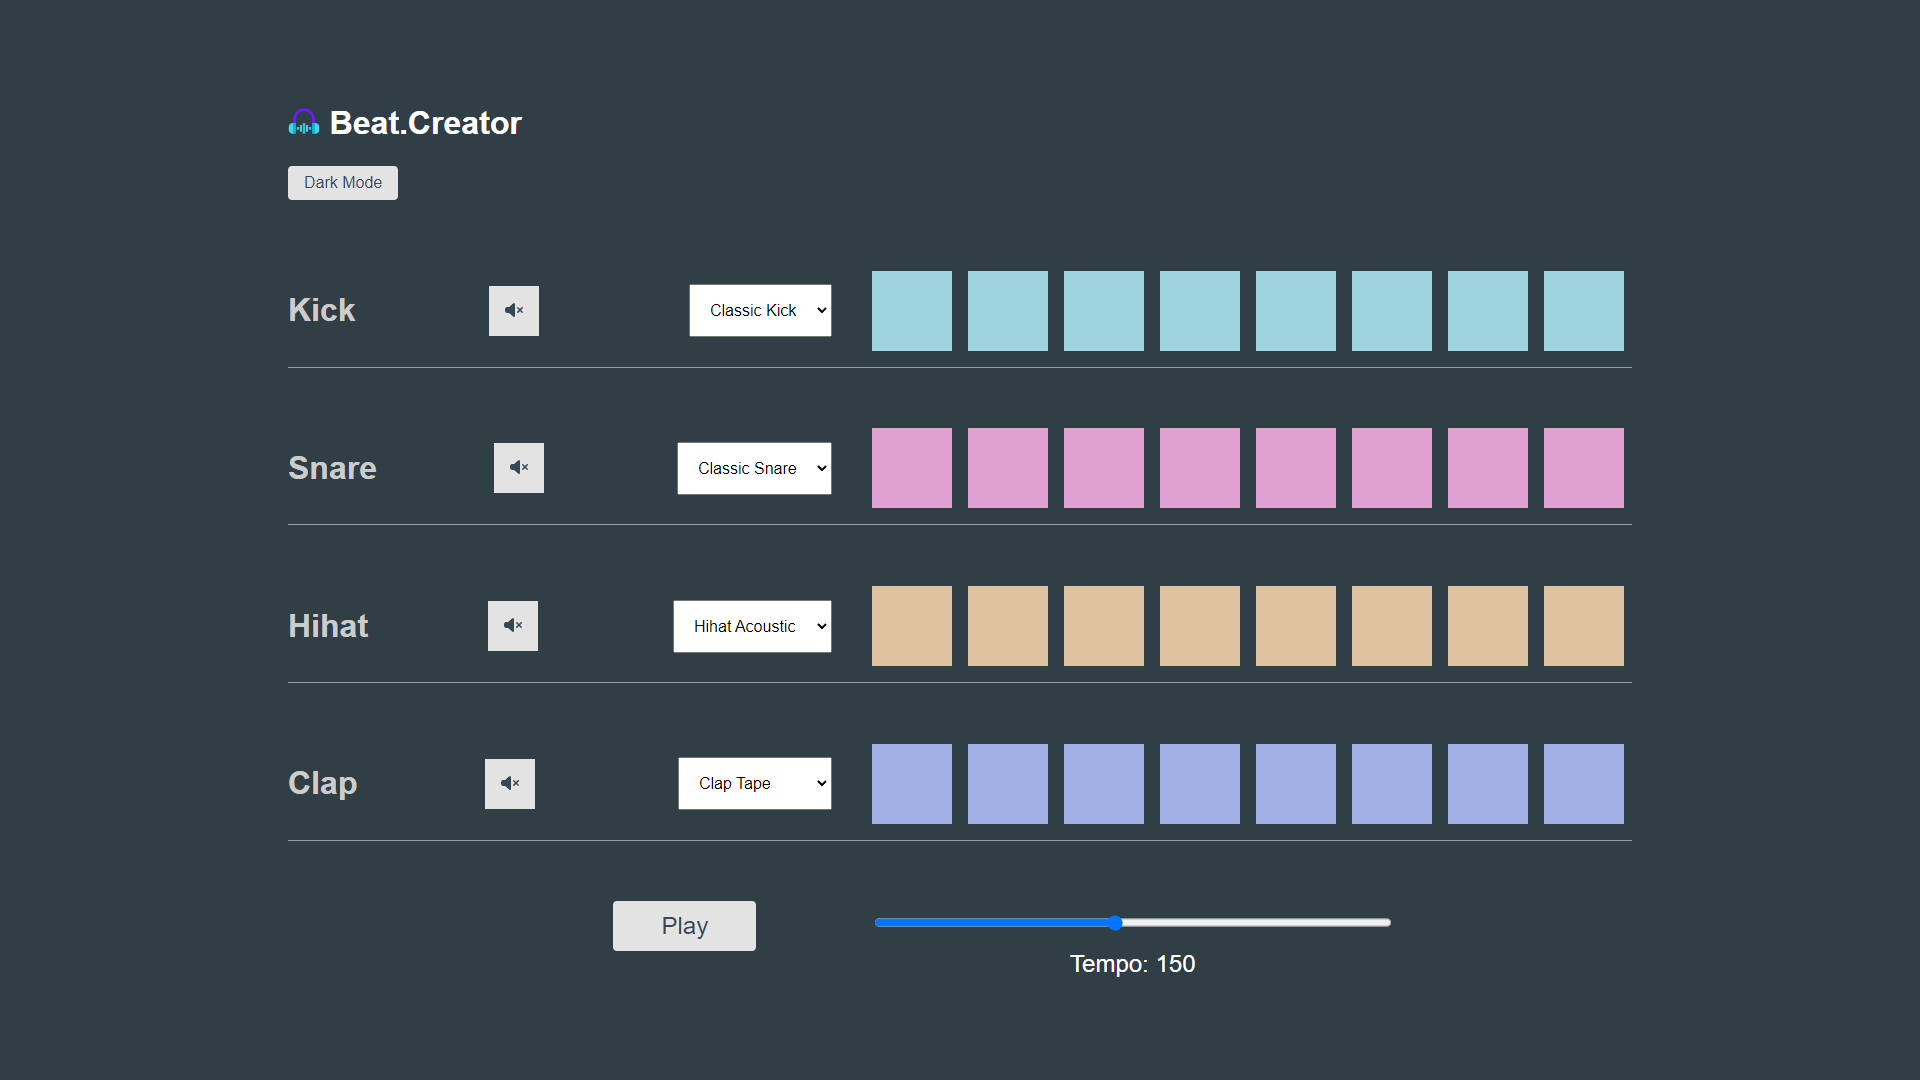 Beat.Creator
Dark Mode
Kick
Classic Kick
Snare
Classic Snare
Hihat
Hihat Acoustic
Clap
Clap Tape
Play
Tempo: 150